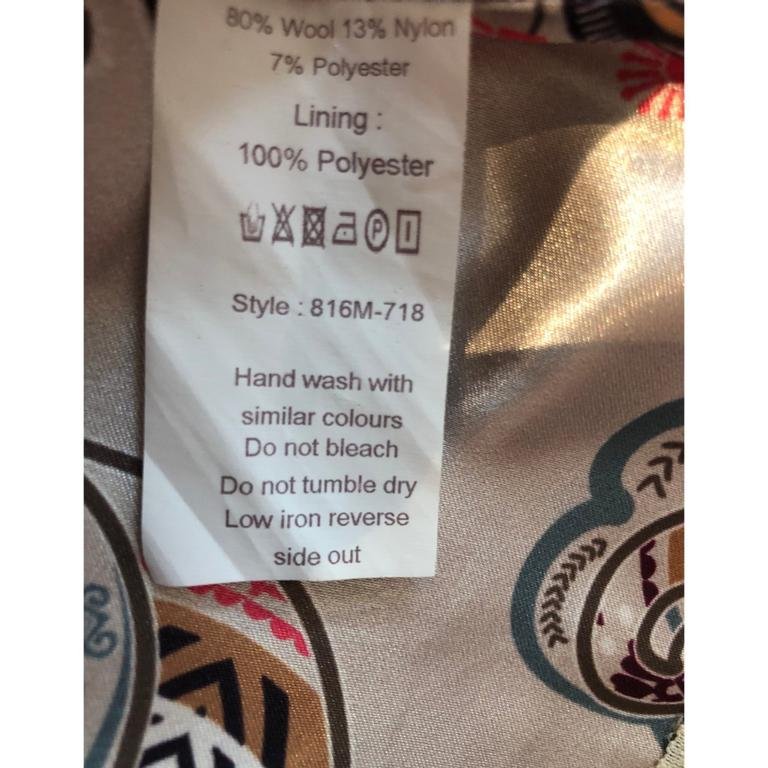 80% Wool 13% Nylon
7% Polyester
Lining :
100% Polyester
P
Style : 816M-718
Hand wash with
similar colours
Do not bleach
Do not tumble dry
Low iron reverse
side out